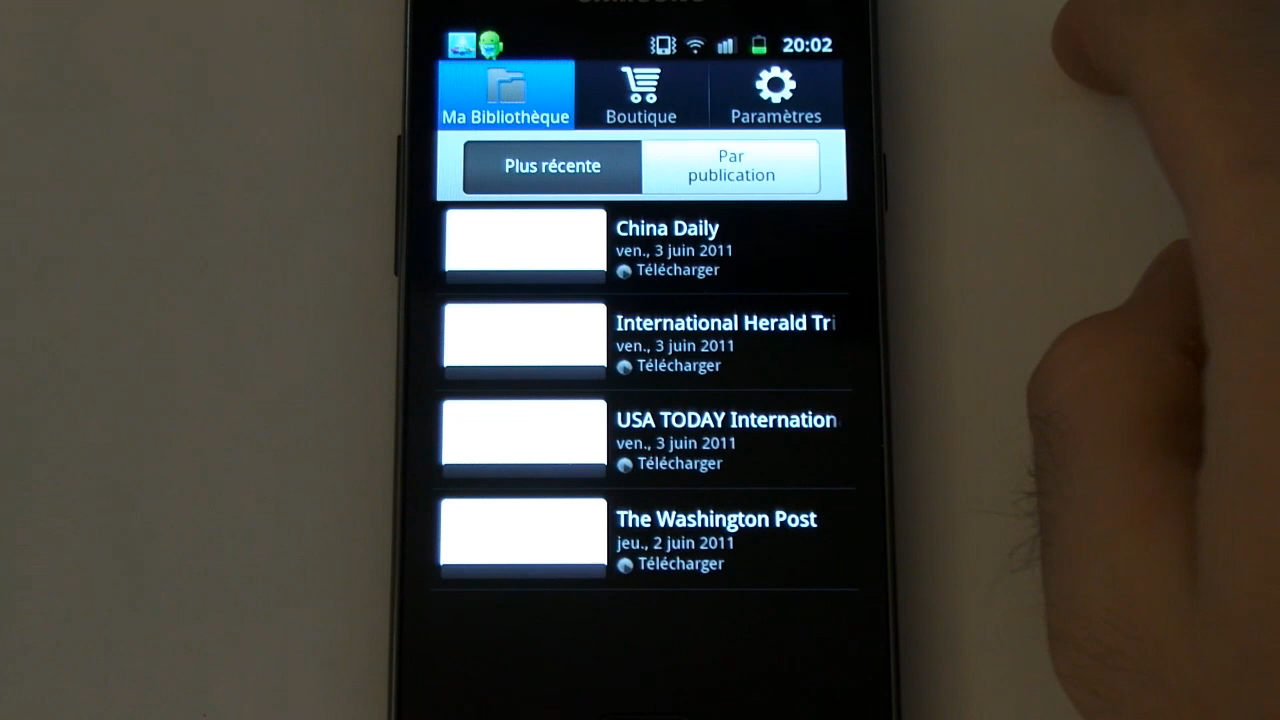 20:02
Ma Bibliothèque
Boutique
Paramètres
Plus récente
Par
publication
China Daily
ven., 3 juin 2011
Télécharger
International Herald Tri
ven., 3 juin 2011
Télécharger
USA TODAY Internation
ven., 3 juin 2011
Télécharger
The Washington Post
jeu., 2 juin 2011
Télécharger